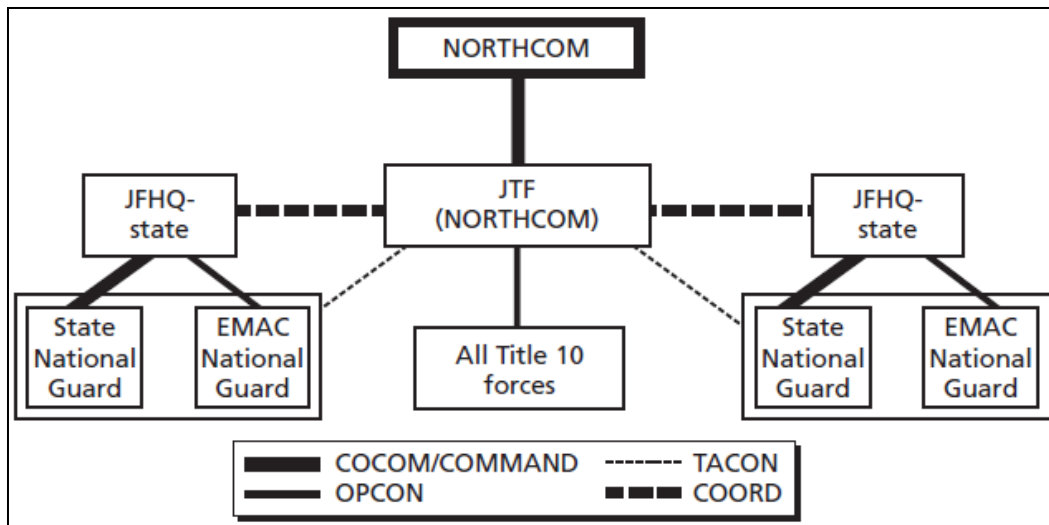 NORTHCOM
JTF
(NORTHCOM)
JFHQ-
state
JFHQ-
state
State
National
Guard
EMAC
National
Guard
All Title 10
forces
State
National
Guard
EMAC
National
Guard
COCOM/COMMAND
TACON
OPCON
COORD